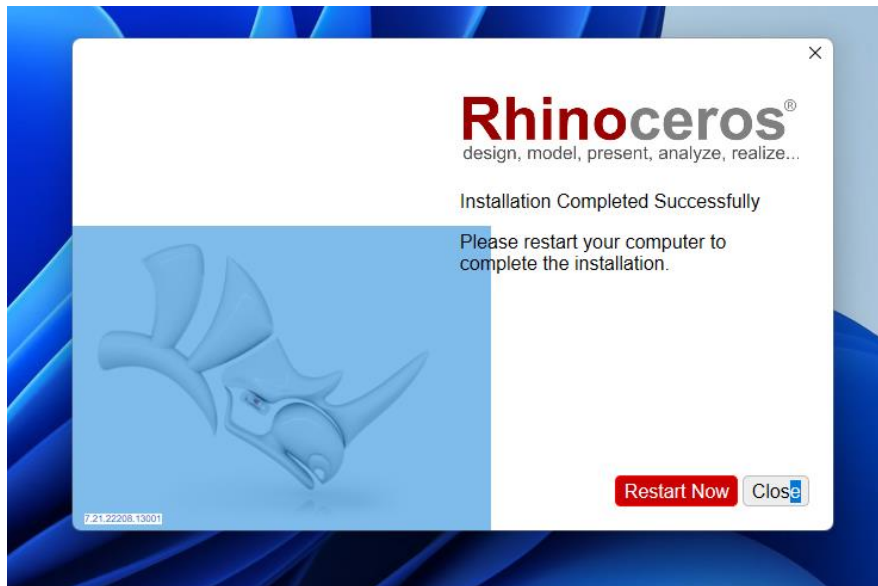 Rhinoceros®
design, model, present, analyze, realize...
Installation Completed Successfully
Please restart your computer to
complete the installation.
Restart Now Close
7.21.22208.13001